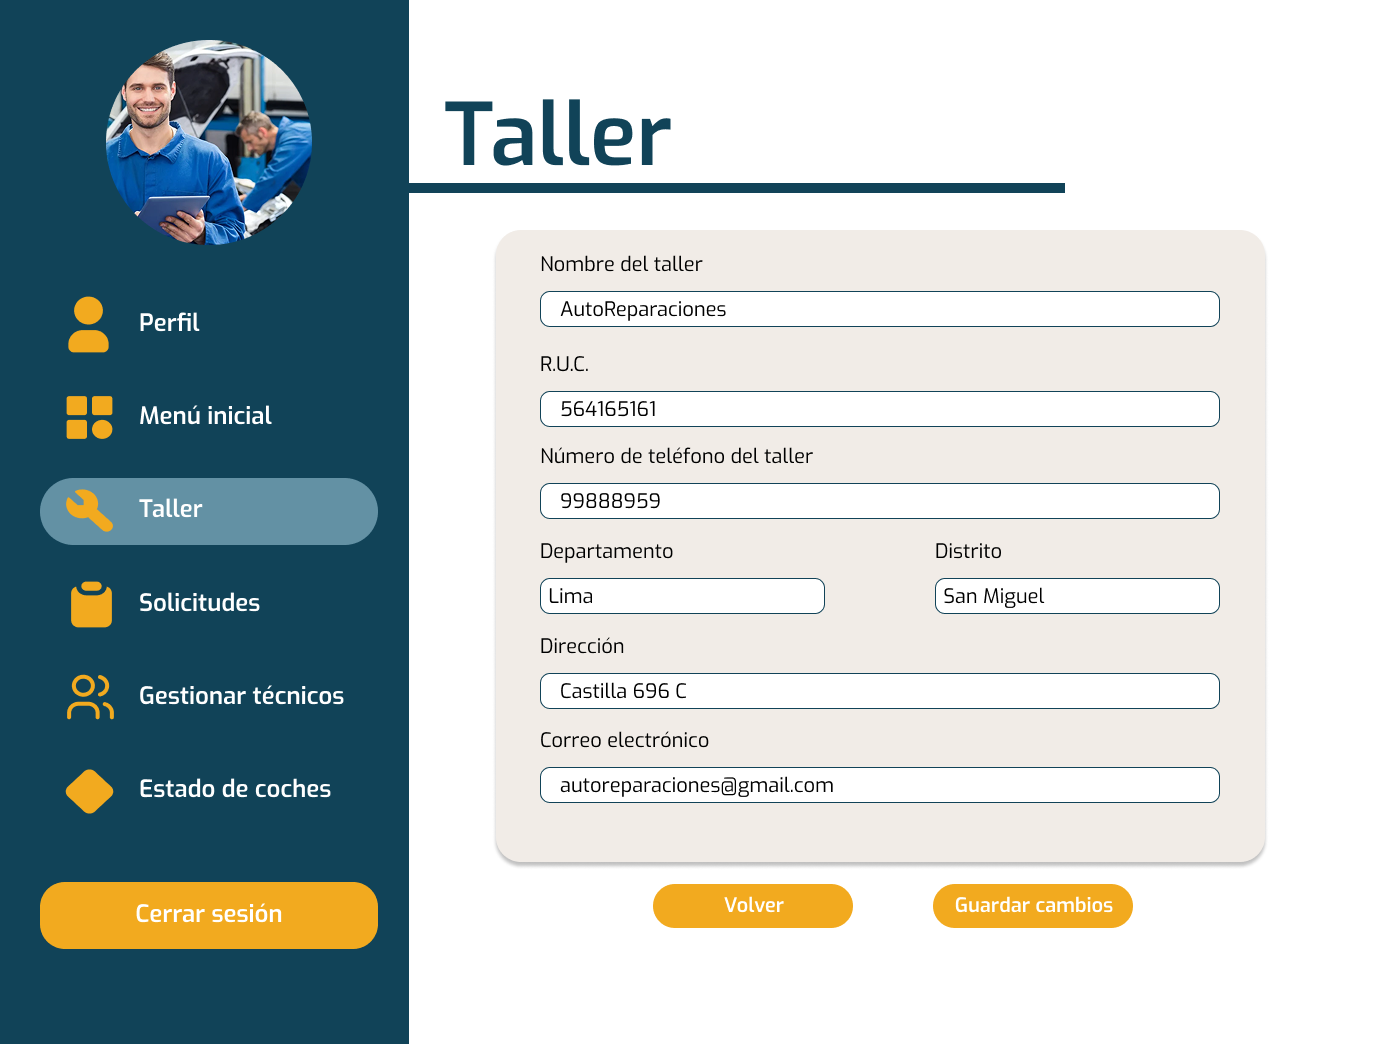 Perfil
Menú inicial
Taller
Solicitudes
Gestionar técnicos
Estado de coches
Cerrar sesión
Taller
Nombre del taller
AutoReparaciones
R.U.C.
564165161
Número de teléfono del taller
99888959
Departamento
Distrito
Lima
San Miguel
Dirección
Castilla 696 C
Correo electrónico
autoreparaciones@gmail.com
Volver
Guardar cambios